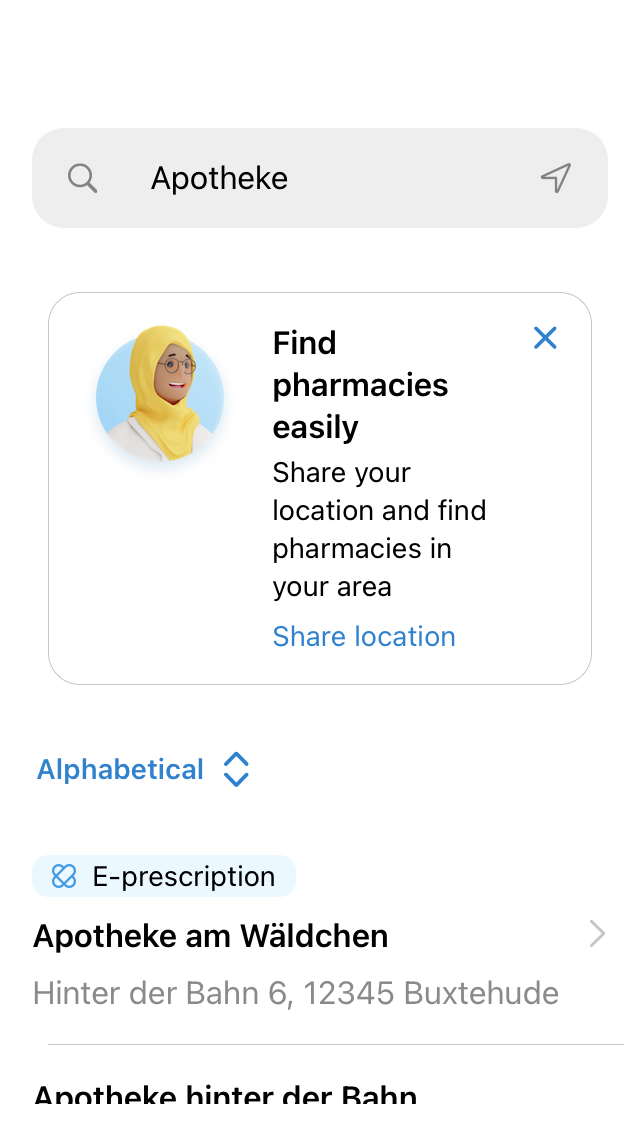 Apotheke
Find
pharmacies
easily
Share your
location and find
pharmacies in
your area
Share location
Alphabetical
E-prescription
Apotheke am Wäldchen
Hinter der Bahn 6, 12345 Buxtehude
Apotheke hinter der Bahn